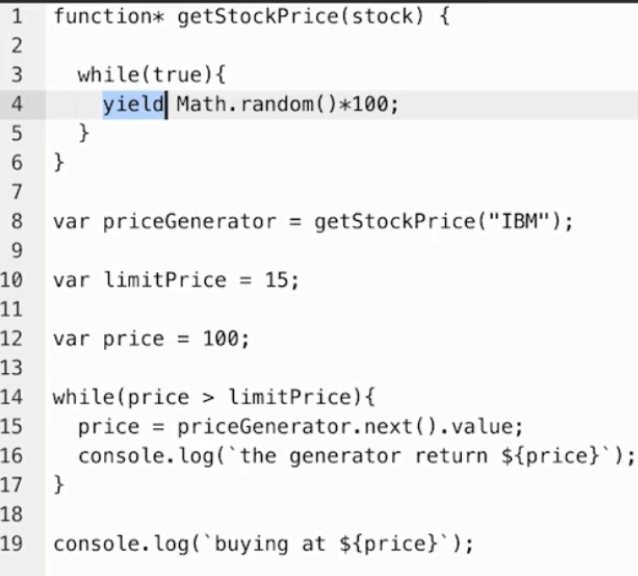 1 function* getStockPrice(stock) {
2
3 while(true){
4 yield Math.random()*100;
5 }
6 }
7
8 var priceGenerator = getStockPrice("IBM");
9
10 var limitPrice = 15;
11
12 var price = 100;
13
14 while(price > limitPrice){
15 price = priceGenerator.next().value;
16 console.log(`the generator return ${price}`);
17 }
18
19 console.log(`buying at ${price}`);